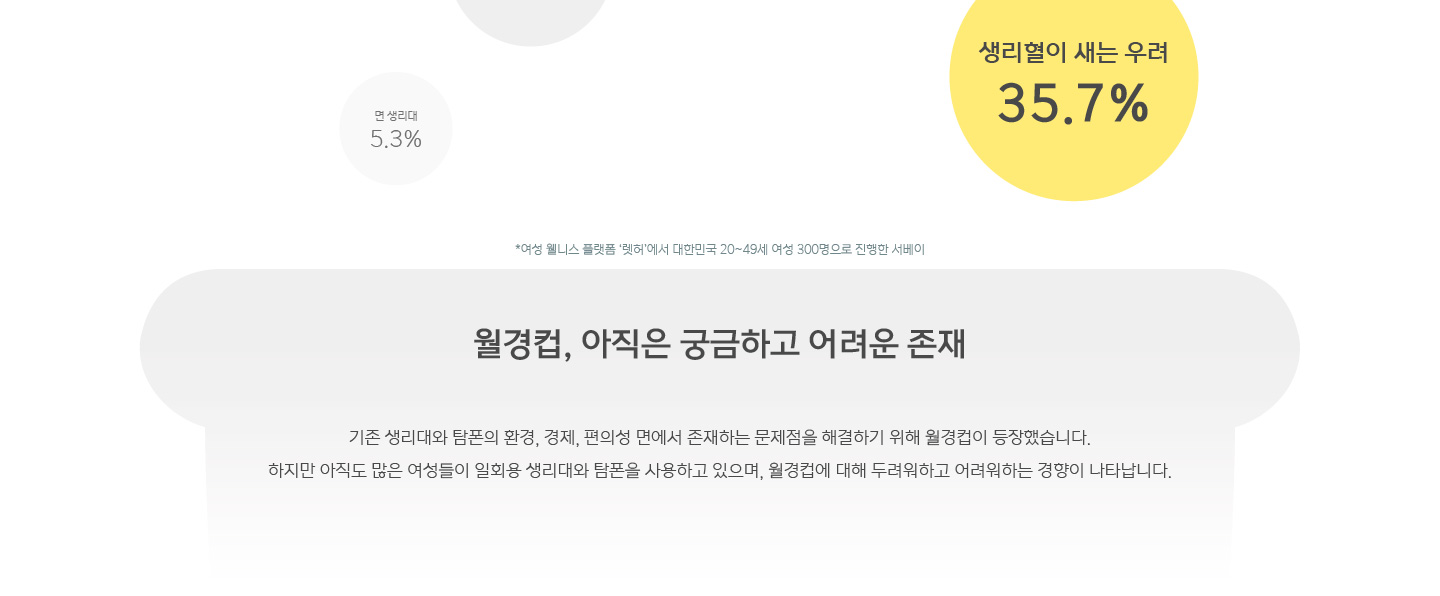 생리혈이 새는 우려
35.7%
면 생리대
5.3%
*여성 웰니스 플랫폼 '렛허'에서 대한민국 20~49세 여성 300명으로 진행한 서베이
월경컵, 아직은 궁금하고 어려운 존재
기존 생리대와 탐폰의 환경, 경제, 편의성 면에서 존재하는 문제점을 해결하기 위해 월경컵이 등장했습니다.
하지만 아직도 많은 여성들이 일회용 생리대와 탐폰을 사용하고 있으며, 월경컵에 대해 두려워하고 어려워하는 경향이 나타납니다.